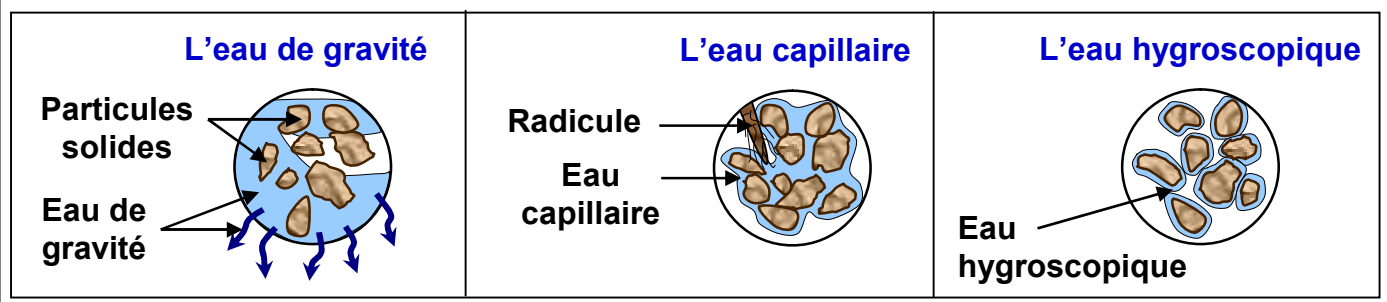 L’eau de gravité
Particules
solides
Eau de
gravité
L’eau capillaire
Radicule
Eau
capillaire
L’eau hygroscopique
Eau
hygroscopique